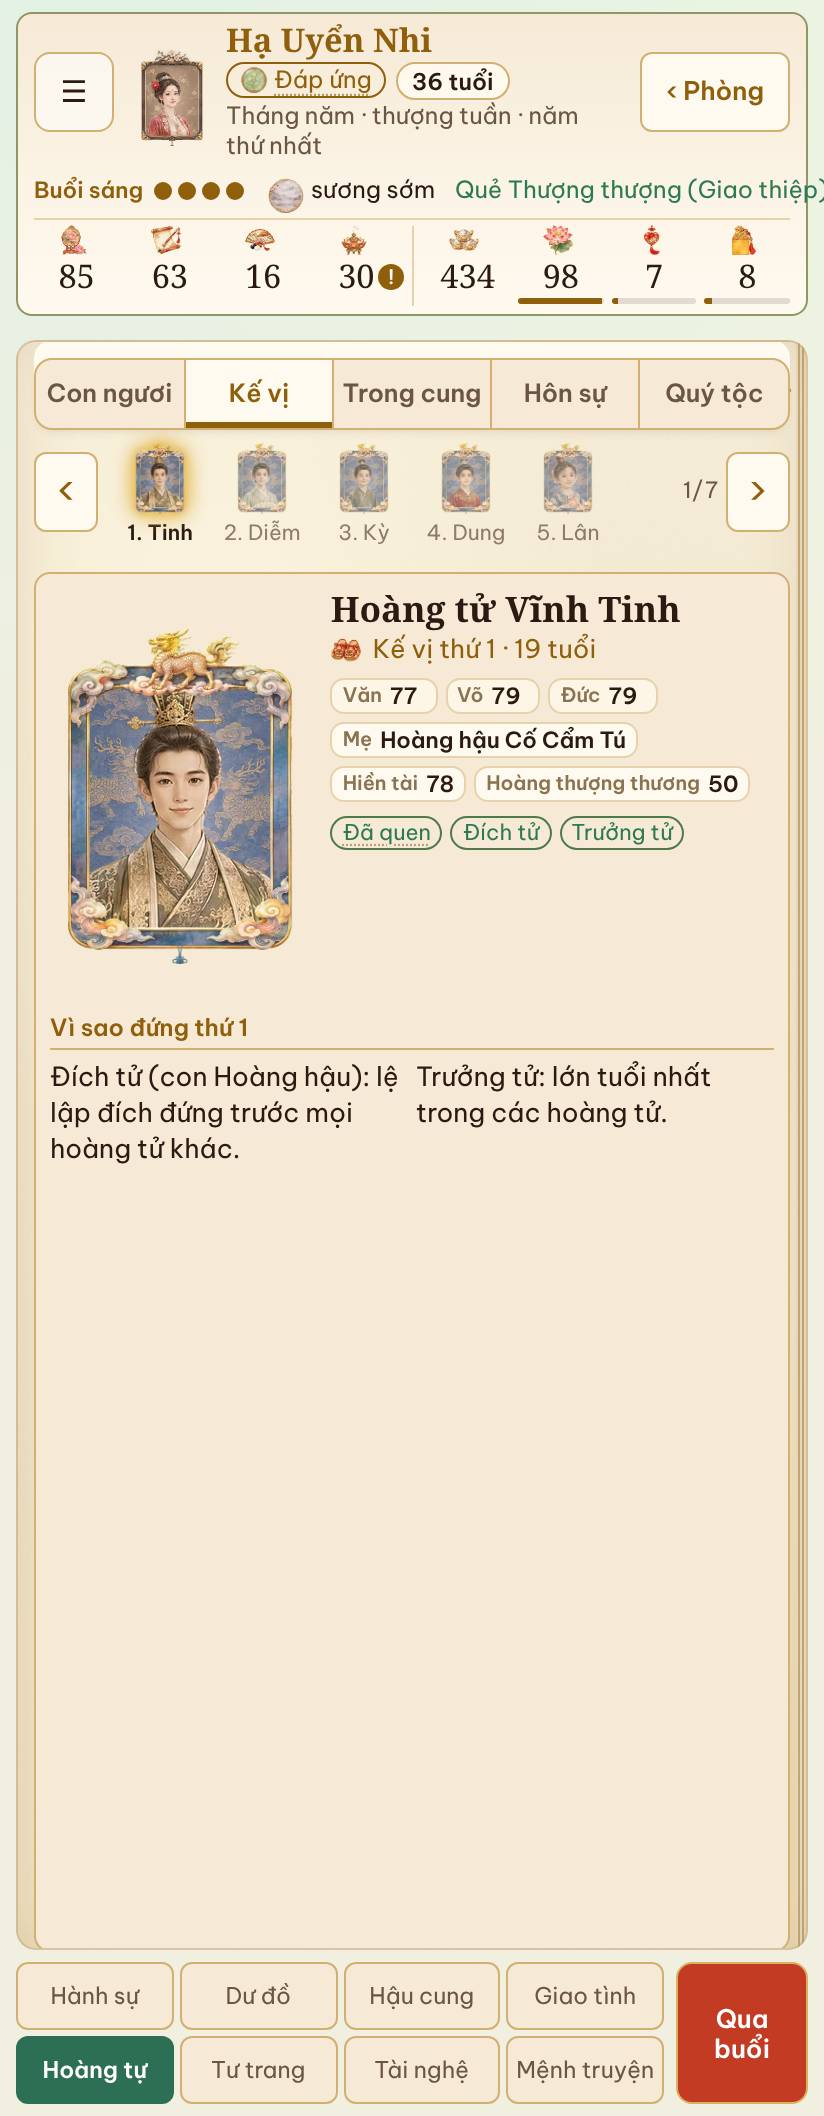 Hạ Uyển Nhi
Đáp ứng 36 tuổi
Tháng năm · thượng tuần · năm
thứ nhất
☰
‹ Phòng
Buổi sáng sương sớm Quẻ Thượng thượng (Giao thiệp)
85 63 16 30 ! 434 98 7 8
Con ngươi Kế vị Trong cung Hôn sự Quý tộc
‹ 1. Tinh 2. Diễm 3. Kỳ 4. Dung 5. Lân 1/7 ›
Hoàng tử Vĩnh Tinh
Kế vị thứ 1 · 19 tuổi
Văn 77 Võ 79 Đức 79
Mẹ Hoàng hậu Cố Cẩm Tú
Hiền tài 78 Hoàng thượng thương 50
Đã quen Đích tử Trưởng tử
Vì sao đứng thứ 1
Đích tử (con Hoàng hậu): lệ
lập đích đứng trước mọi
hoàng tử khác.
Trưởng tử: lớn tuổi nhất
trong các hoàng tử.
Hành sự Dư đồ Hậu cung Giao tình
Hoàng tự Tư trang Tài nghệ Mệnh truyện
Qua
buổi